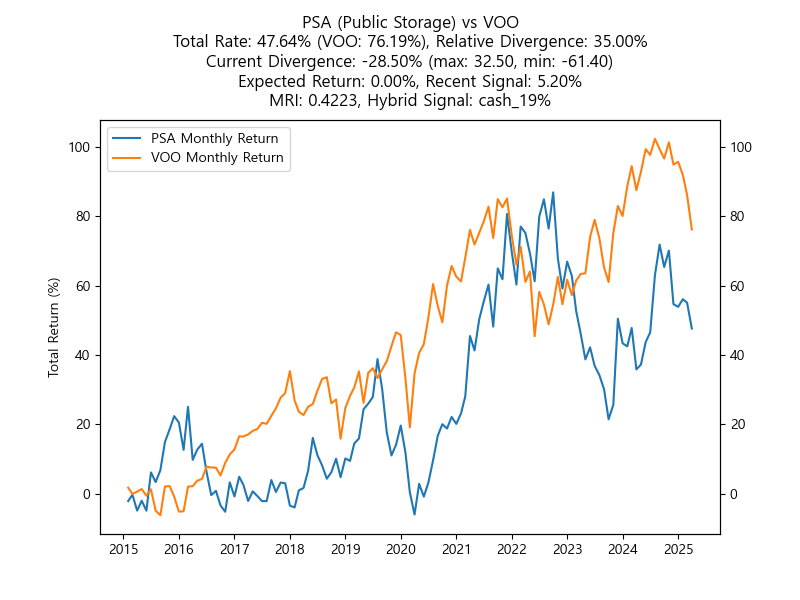 PSA (Public Storage) vs VOO
Total Rate: 47.64% (VOO: 76.19%), Relative Divergence: 35.00%
Current Divergence: -28.50% (max: 32.50, min: -61.40)
Expected Return: 0.00%, Recent Signal: 5.20%
MRI: 0.4223, Hybrid Signal: cash_19%
PSA Monthly Return
VOO Monthly Return
Total Return (%)
100
80
60
40
20
0
100
80
60
40
20
0
2015 2016 2017 2018 2019 2020 2021 2022 2023 2024 2025